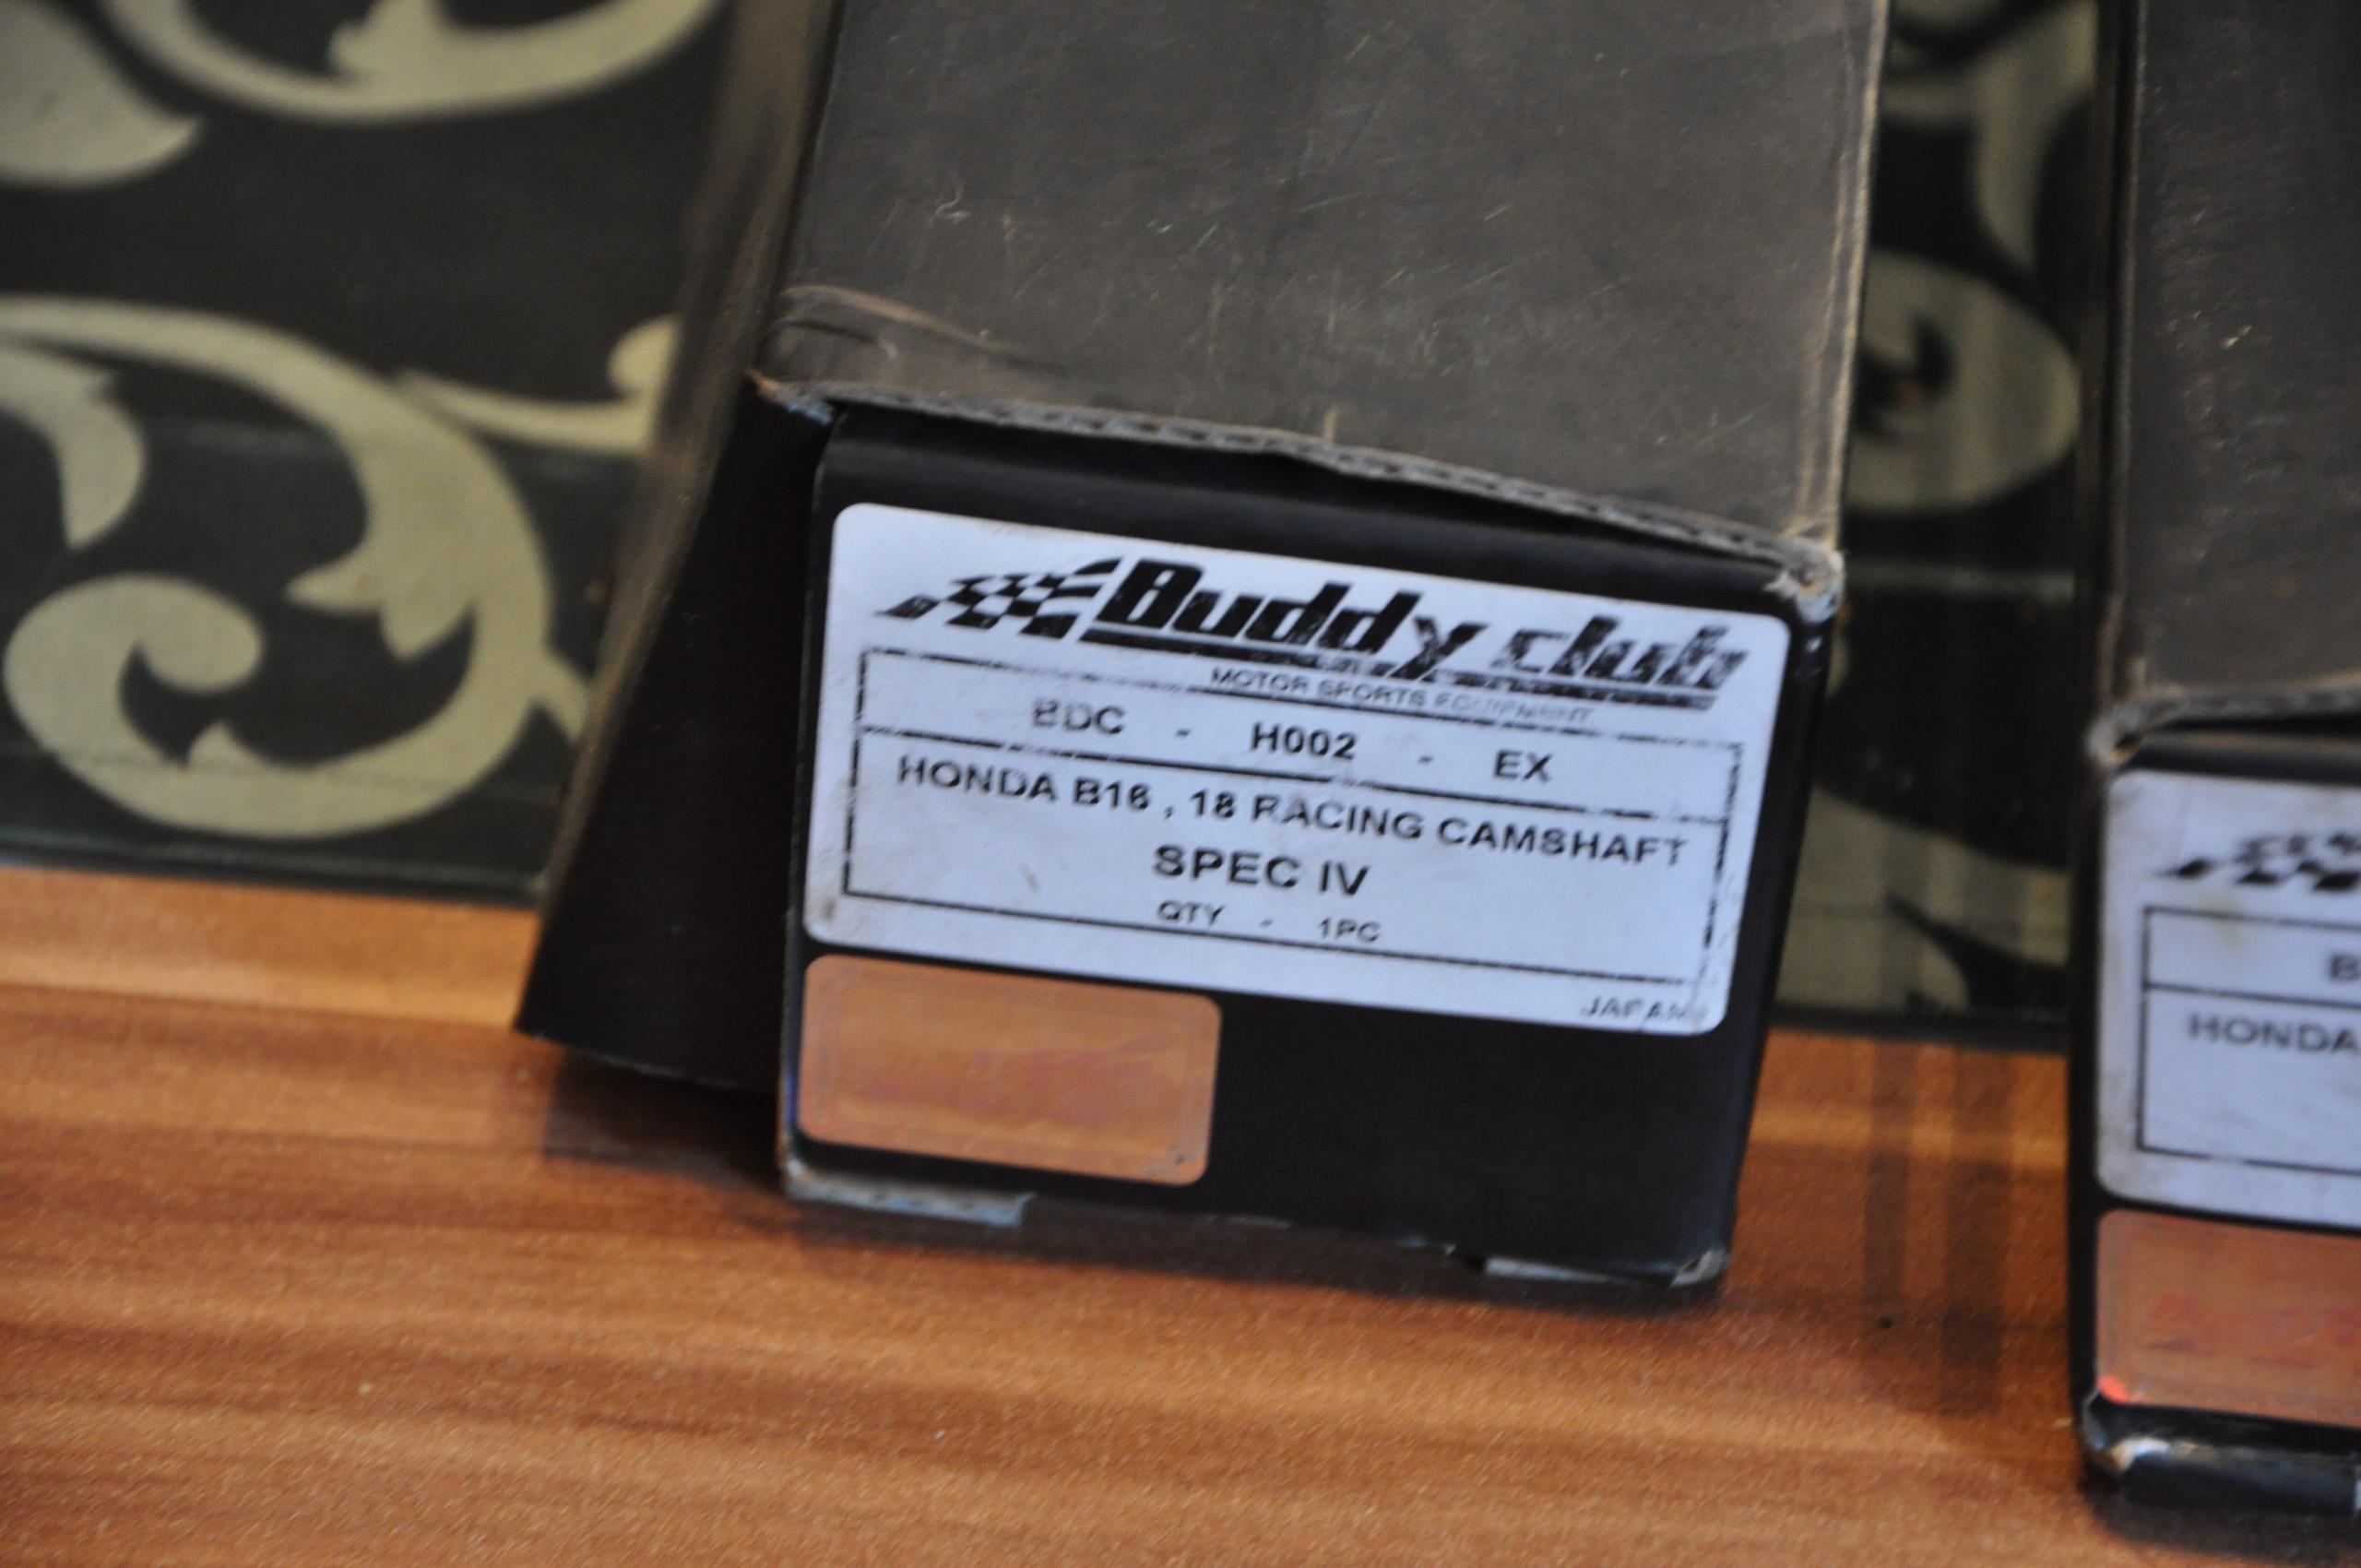 Buddy club
MOTOR SPORTS EQUIPMENT
BDC - H002 - EX
HONDA B16 , 18 RACING CAMSHAFT
SPEC IV
QTY - 1PC
JAPAN
B
HONDA